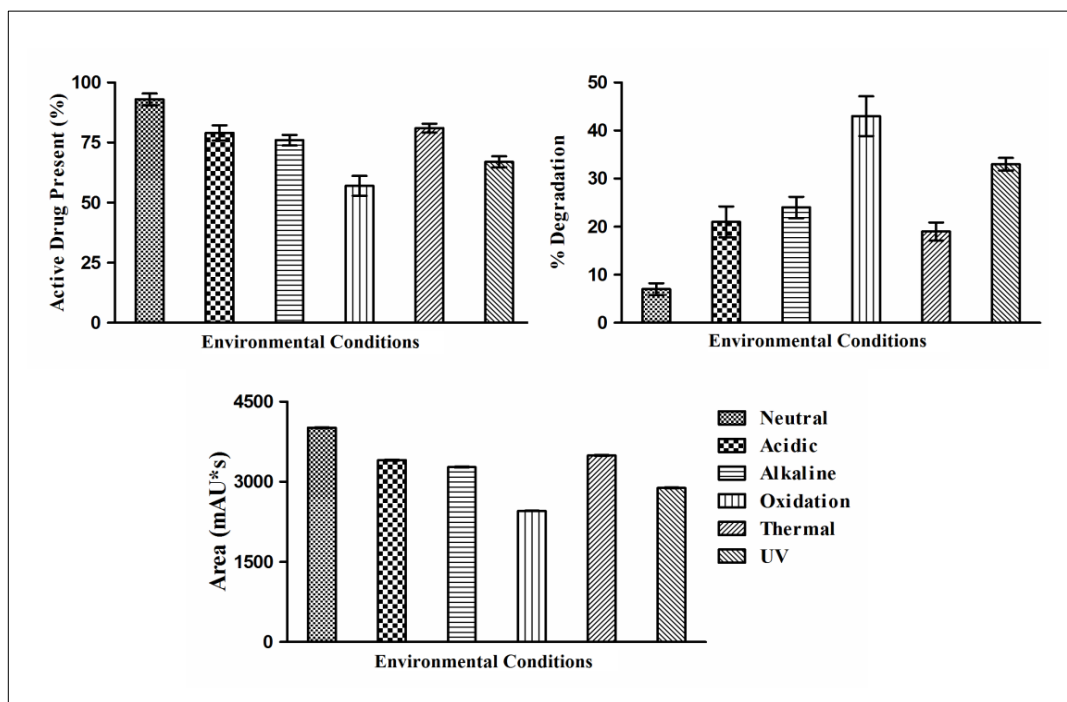 Active Drug Present (%)
100
75
50
25
0
Environmental Conditions
% Degradation
50
40
30
20
10
0
Environmental Conditions
Area (mAU*s)
4500
3000
1500
0
Environmental Conditions
Neutral
Acidic
Alkaline
Oxidation
Thermal
UV